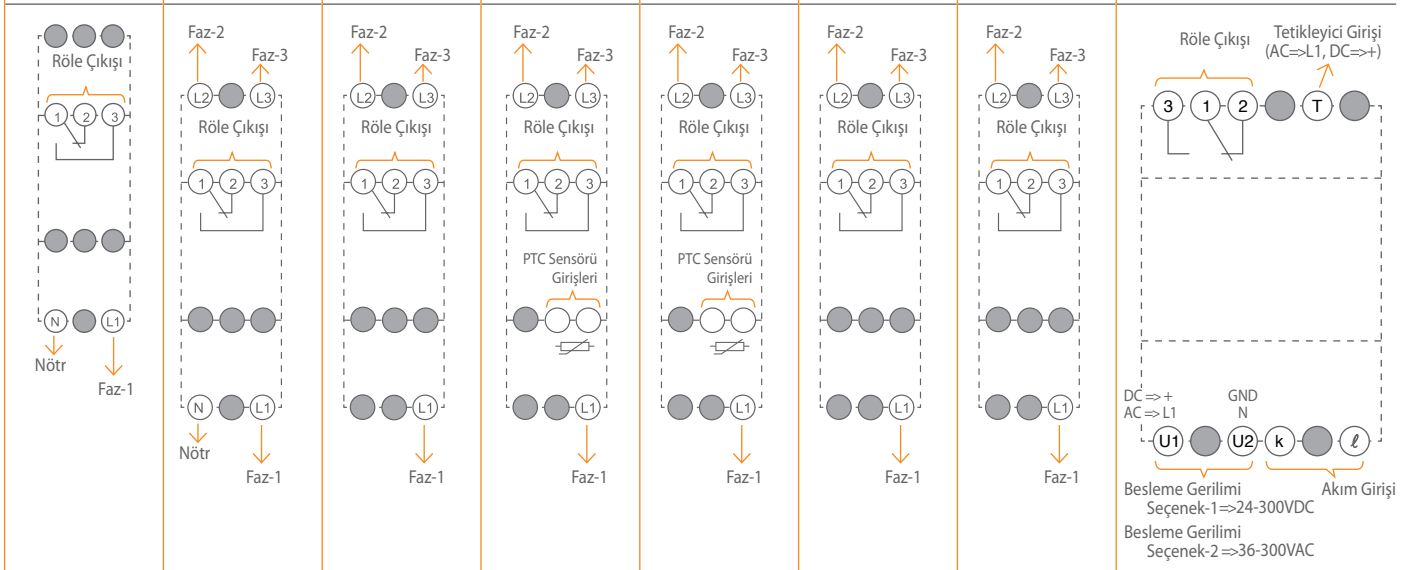 Röle Çıkışı
1 2 3
N L1
Nötr
Faz-1
Faz-2
Faz-3
L2 L3
Röle Çıkışı
1 2 3
N L1
Nötr
Faz-1
Faz-2
Faz-3
L2 L3
Röle Çıkışı
1 2 3
L1
Faz-1
Faz-2
Faz-3
L2 L3
Röle Çıkışı
1 2 3
PTC Sensörü
Girişleri
L1
Faz-1
Faz-2
Faz-3
L2 L3
Röle Çıkışı
1 2 3
PTC Sensörü
Girişleri
L1
Faz-1
Faz-2
Faz-3
L2 L3
Röle Çıkışı
1 2 3
L1
Faz-1
Faz-2
Faz-3
L2 L3
Röle Çıkışı
1 2 3
L1
Faz-1
Röle Çıkışı
Tetikleyici Girişi
(AC=>L1, DC=>+)
3 1 2 T
DC => +
AC => L1
GND
N
U1 U2 k ℓ
Besleme Gerilimi
Seçenek-1=>24-300VDC
Akım Girişi
Besleme Gerilimi
Seçenek-2 =>36-300VAC